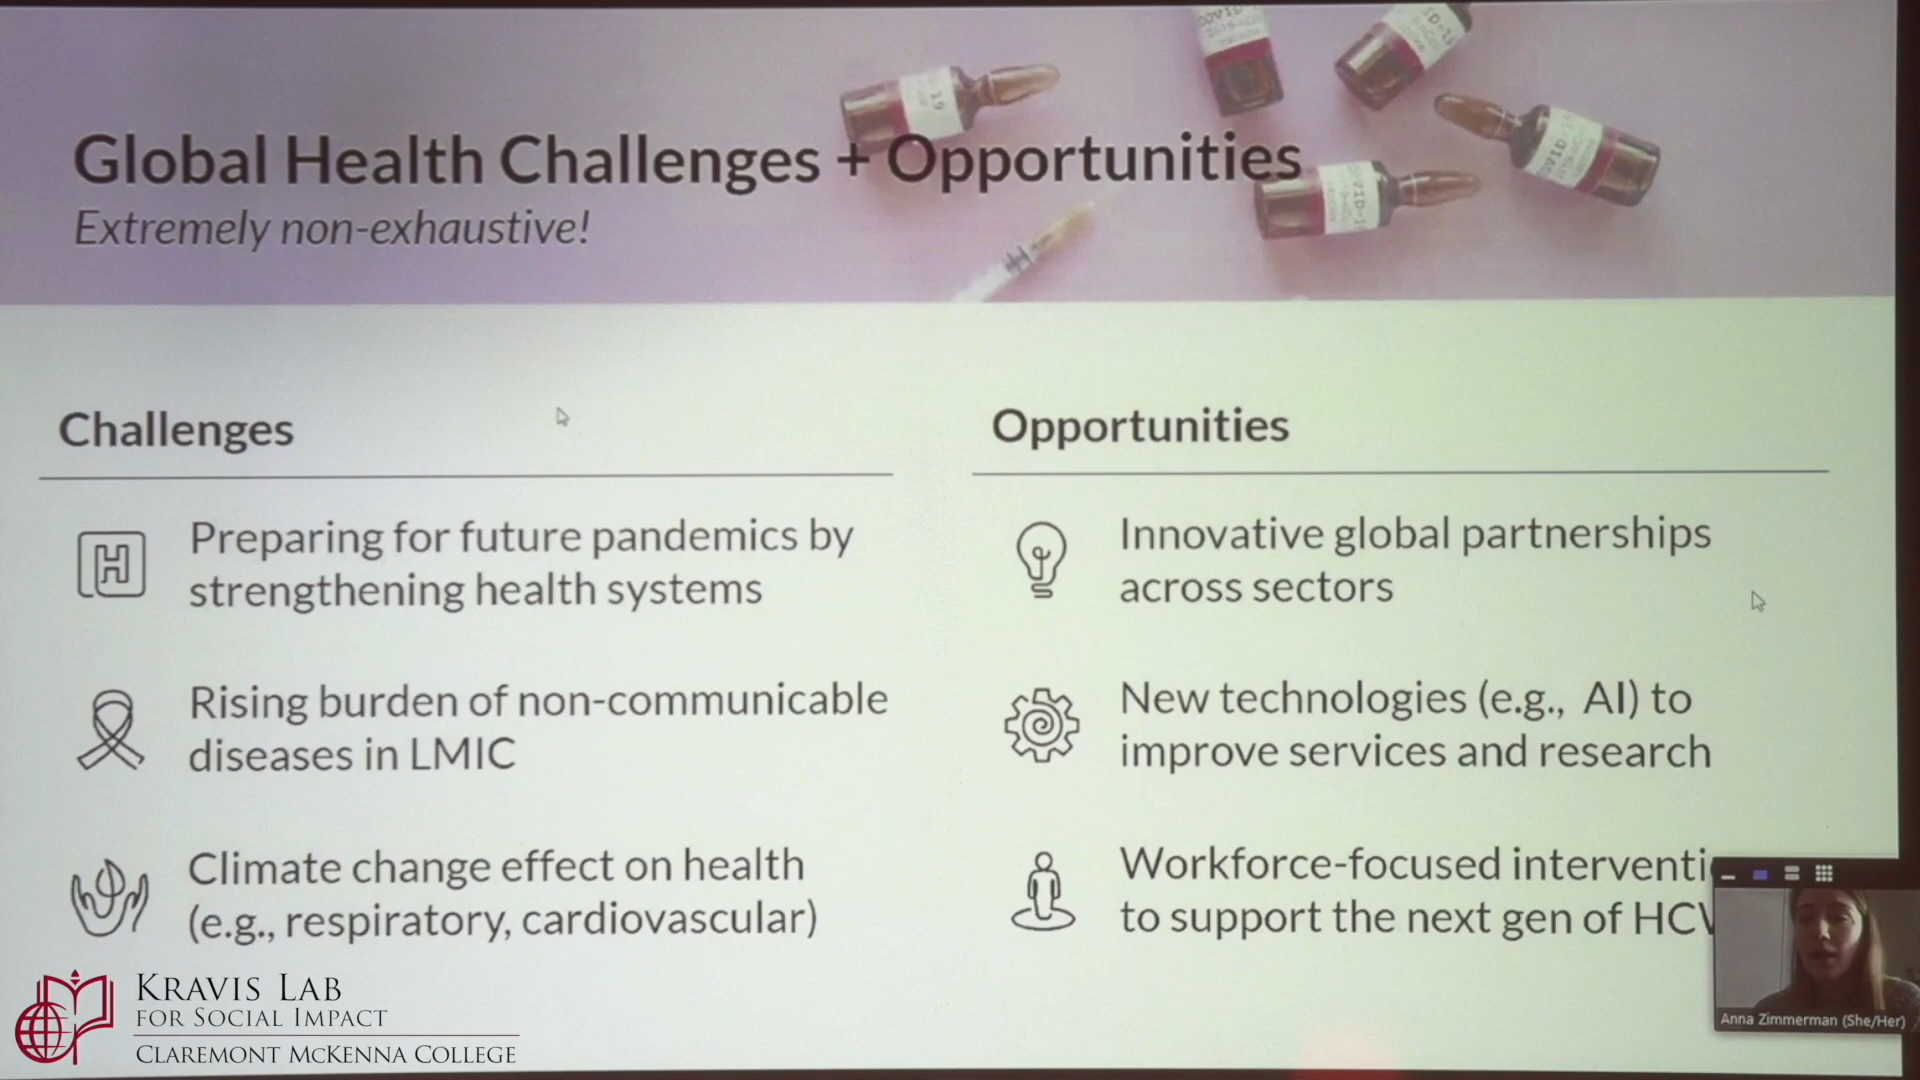 Global Health Challenges + Opportunities
Extremely non-exhaustive!
Challenges
Preparing for future pandemics by
strengthening health systems
Rising burden of non-communicable
diseases in LMIC
Climate change effect on health
(e.g., respiratory, cardiovascular)
Opportunities
Innovative global partnerships
across sectors
New technologies (e.g., AI) to
improve services and research
Workforce-focused interventi
to support the next gen of HC
Anna Zimmerman (She/Her)
KRAVIS LAB
FOR SOCIAL IMPACT
CLAREMONT MCKENNA COLLEGE